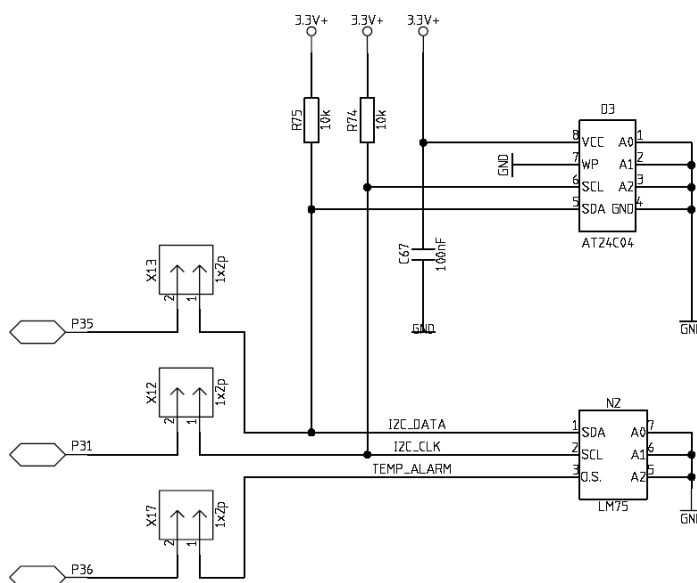 3.3V+ 3.3V+ 3.3V+
R75 10k R74 10k
D3
8 VCC A0 1
7 WP A1 2
6 SCL A2 3
5 SDA GND 4
AT24C04
GND
C67 100nF
GND
GND
X13 1x2p
2 1
P35
X12 1x2p
2 1
P31
X17 1x2p
2 1
P36
I2C_DATA
I2C_CLK
TEMP_ALARM
N2
1 SDA A0 7
2 SCL A1 6
3 O.S. A2 5
LM75
GND